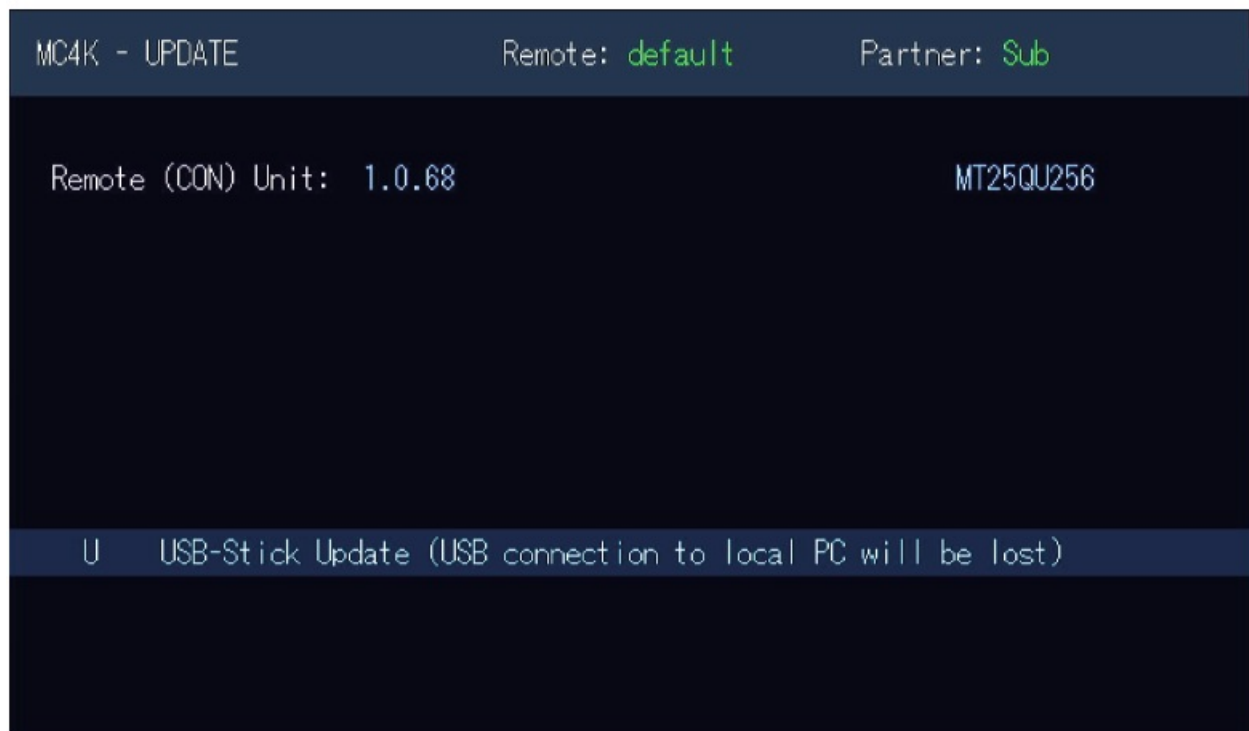 MC4K - UPDATE Remote: default Partner: Sub
Remote (CON) Unit: 1.0.68 MT25QU256
U USB-Stick Update (USB connection to local PC will be lost)